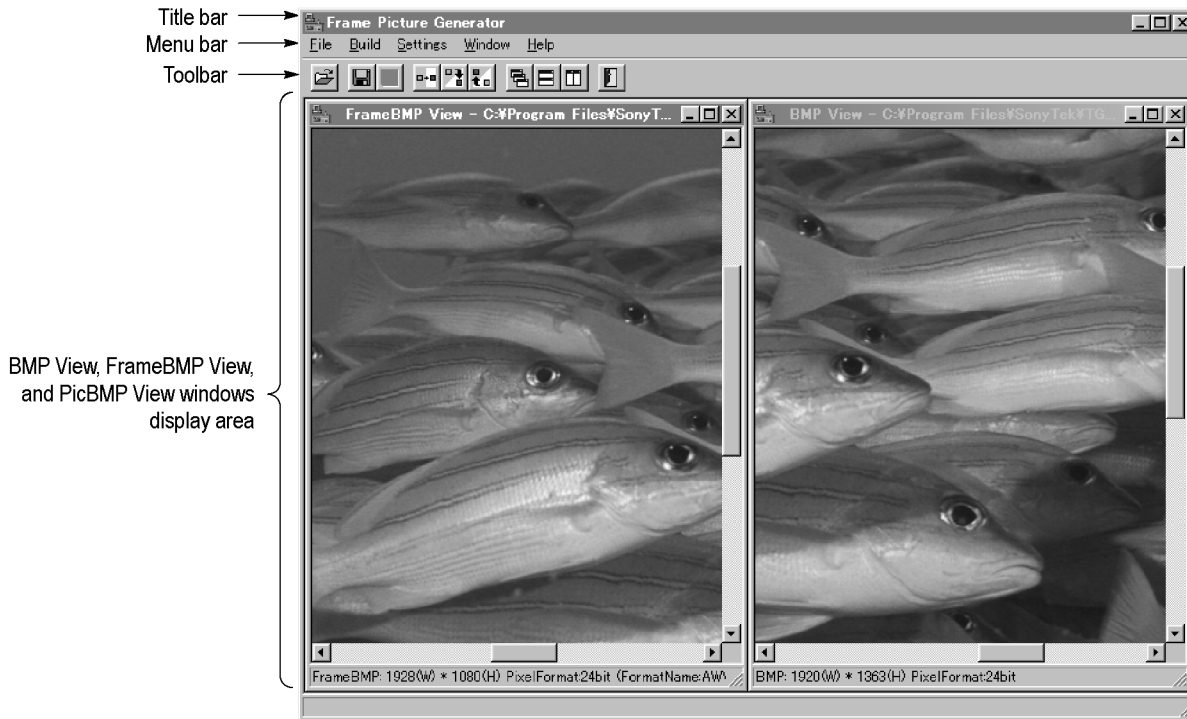 Title bar
Frame Picture Generator
Menu bar
File Build Settings Window Help
Toolbar
FrameBMP View - C:¥Program Files¥SonyT...
BMP View - C:¥Program Files¥SonyTek¥TG...
BMP View, FrameBMP View,
and PicBMP View windows
display area
FrameBMP: 1928(W) * 1080(H) PixelFormat:24bit (FormatName:AW
BMP: 1920(W) * 1363(H) PixelFormat:24bit